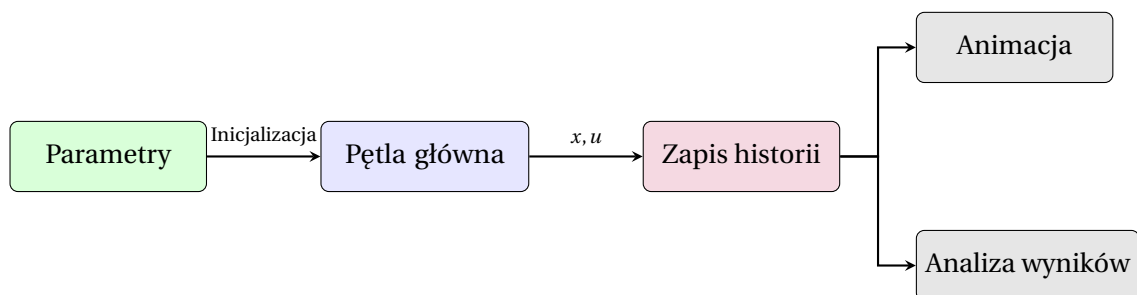 Animacja
Parametry
Inicjalizacja
Pętla główna
x, u
Zapis historii
Analiza wyników